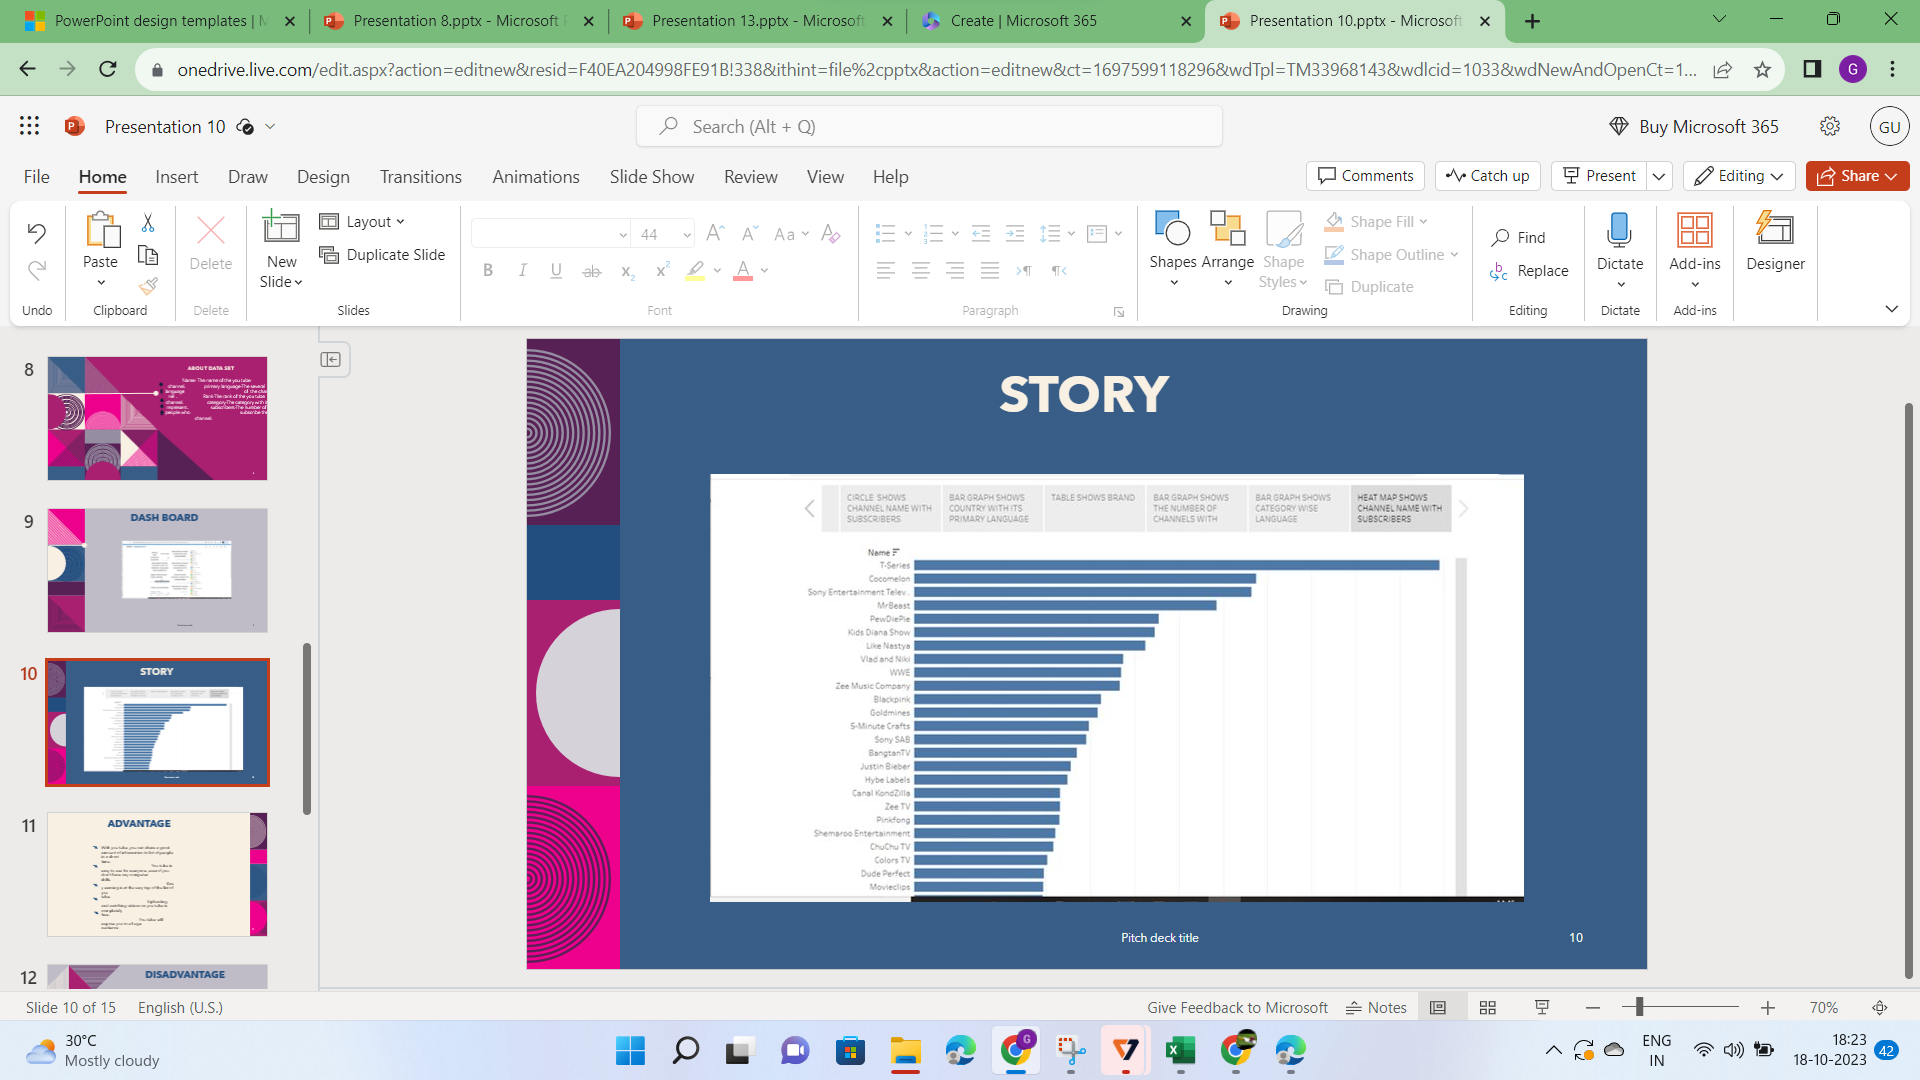 PowerPoint design templates | M
Presentation 8.pptx - Microsoft P
Presentation 13.pptx - Microsoft
Create | Microsoft 365
Presentation 10.pptx - Microsoft
onedrive.live.com/edit.aspx?action=editnew&resid=F40EA204998FE91B!338&ithint=file%2cpptx&action=editnew&ct=1697599118296&wdTpl=TM33968143&wdlcid=1033&wdNewAndOpenCt=1...
G
Presentation 10
Search (Alt + Q)
Buy Microsoft 365
GU
File
Home
Insert
Draw
Design
Transitions
Animations
Slide Show
Review
View
Help
Comments
Catch up
Present
Editing
Share
Paste
Delete
New
Slide
Layout
Duplicate Slide
44
Shapes
Arrange
Shape
Styles
Shape Fill
Shape Outline
Duplicate
Find
Replace
Dictate
Add-ins
Designer
Undo
Clipboard
Delete
Slides
Font
Paragraph
Drawing
Editing
Dictate
Add-ins
8
ABOUT DATA SET
9
DASH BOARD
10
STORY
11
ADVANTAGE
12
DISADVANTAGE
STORY
CIRCLE SHOWS
CHANNEL NAME WITH
SUBSCRIBERS
BAR GRAPH SHOWS
COUNTRY WITH ITS
PRIMARY LANGUAGE
TABLE SHOWS BRAND
BAR GRAPH SHOWS
THE NUMBER OF
CHANNELS WITH
BAR GRAPH SHOWS
CATEGORY WISE
LANGUAGE
HEAT MAP SHOWS
CHANNEL NAME WITH
SUBSCRIBERS
Name
T-Series
Cocomelon
Sony Entertainment Telev..
MrBeast
PewDiePie
Kids Diana Show
Like Nastya
Vlad and Niki
WWE
Zee Music Company
Blackpink
Goldmines
5-Minute Crafts
Sony SAB
BangtanTV
Justin Bieber
Hybe Labels
Canal KondZilla
Zee TV
Pinkfong
Shemaroo Entertainment
ChuChu TV
Colors TV
Dude Perfect
Movieclips
Pitch deck title
10
Slide 10 of 15
English (U.S.)
Give Feedback to Microsoft
Notes
70%
30°C
Mostly cloudy
ENG
IN
18:23
18-10-2023
42